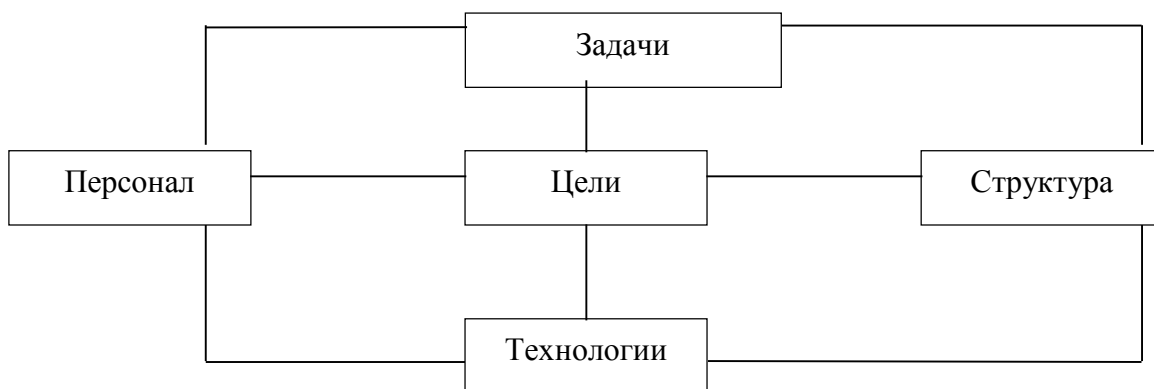 Задачи
Персонал
Цели
Структура
Технологии